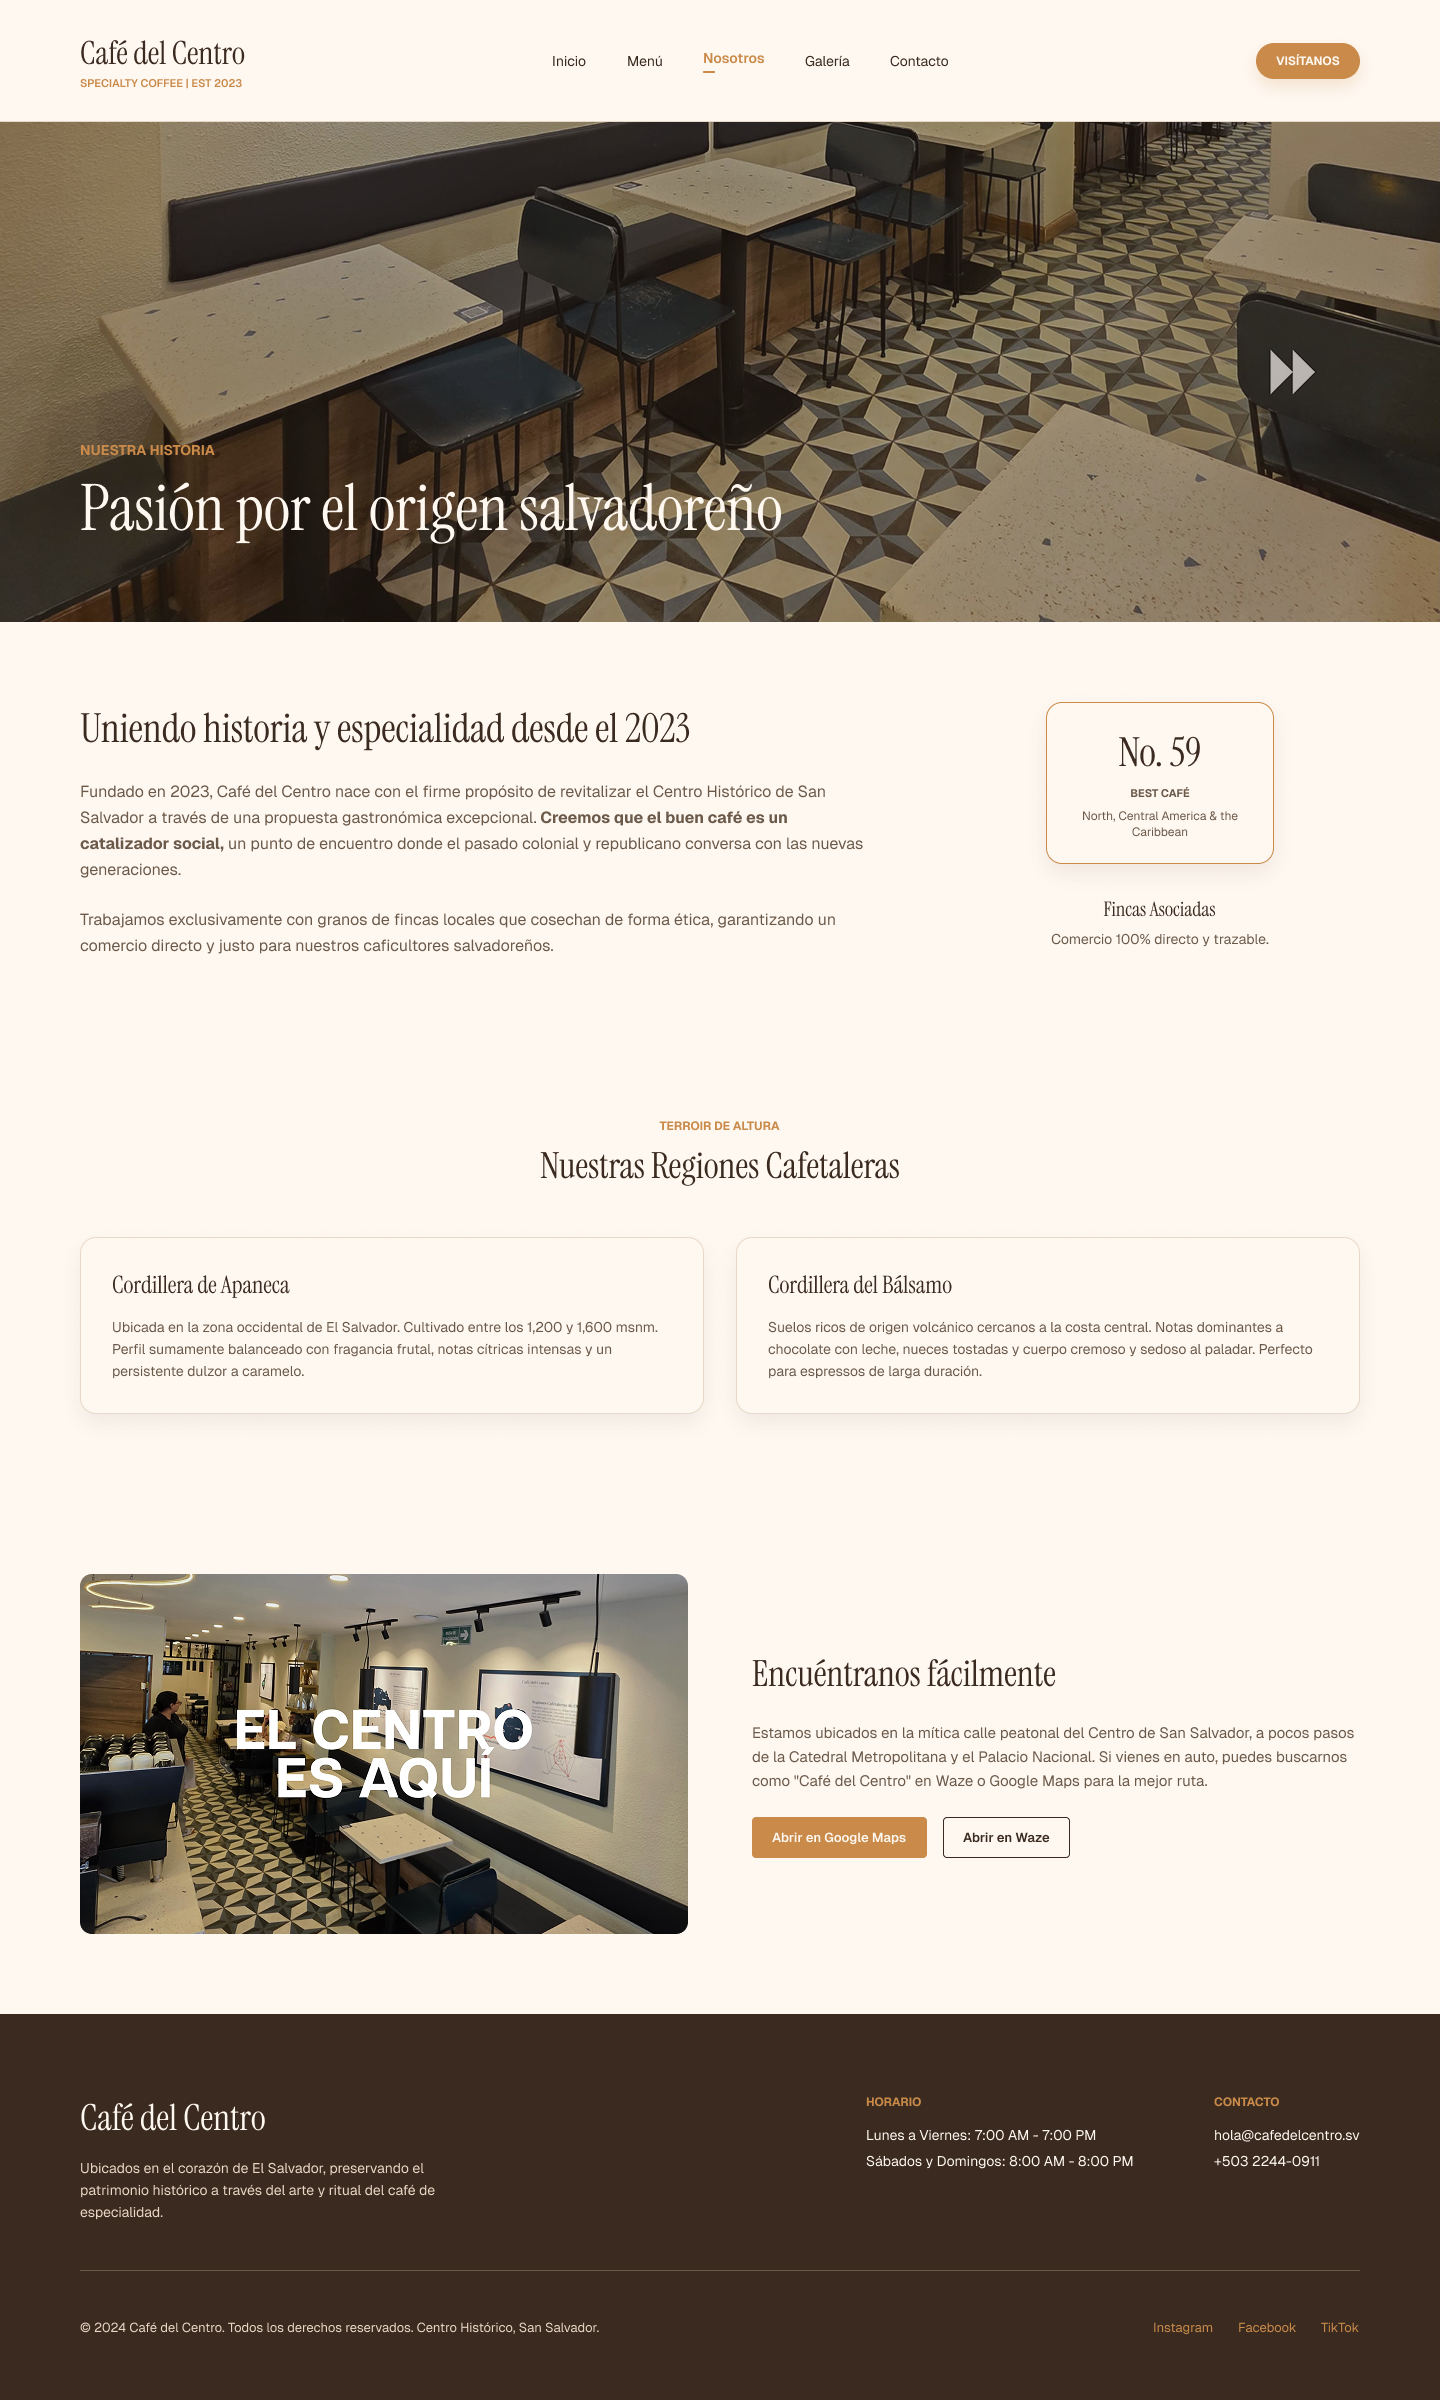 Café del Centro
SPECIALTY COFFEE | EST 2023
Inicio
Menú
Nosotros
Galería
Contacto
VISÍTANOS
NUESTRA HISTORIA
Pasión por el origen salvadoreño
Uniendo historia y especialidad desde el 2023
Fundado en 2023, Café del Centro nace con el firme propósito de revitalizar el Centro Histórico de San
Salvador a través de una propuesta gastronómica excepcional. Creemos que el buen café es un
catalizador social, un punto de encuentro donde el pasado colonial y republicano conversa con las nuevas
generaciones.
Trabajamos exclusivamente con granos de fincas locales que cosechan de forma ética, garantizando un
comercio directo y justo para nuestros caficultores salvadoreños.
No. 59
BEST CAFÉ
North, Central America & the
Caribbean
Fincas Asociadas
Comercio 100% directo y trazable.
TERROIR DE ALTURA
Nuestras Regiones Cafetaleras
Cordillera de Apaneca
Ubicada en la zona occidental de El Salvador. Cultivado entre los 1,200 y 1,600 msnm.
Perfil sumamente balanceado con fragancia frutal, notas cítricas intensas y un
persistente dulzor a caramelo.
Cordillera del Bálsamo
Suelos ricos de origen volcánico cercanos a la costa central. Notas dominantes a
chocolate con leche, nueces tostadas y cuerpo cremoso y sedoso al paladar. Perfecto
para espressos de larga duración.
EL CENTRO
ES AQUÍ
Encuéntranos fácilmente
Estamos ubicados en la mítica calle peatonal del Centro de San Salvador, a pocos pasos
de la Catedral Metropolitana y el Palacio Nacional. Si vienes en auto, puedes buscarnos
como "Café del Centro" en Waze o Google Maps para la mejor ruta.
Abrir en Google Maps
Abrir en Waze
Café del Centro
Ubicados en el corazón de El Salvador, preservando el
patrimonio histórico a través del arte y ritual del café de
especialidad.
HORARIO
Lunes a Viernes: 7:00 AM - 7:00 PM
Sábados y Domingos: 8:00 AM - 8:00 PM
CONTACTO
hola@cafedelcentro.sv
+503 2244-0911
© 2024 Café del Centro. Todos los derechos reservados. Centro Histórico, San Salvador.
Instagram
Facebook
TikTok